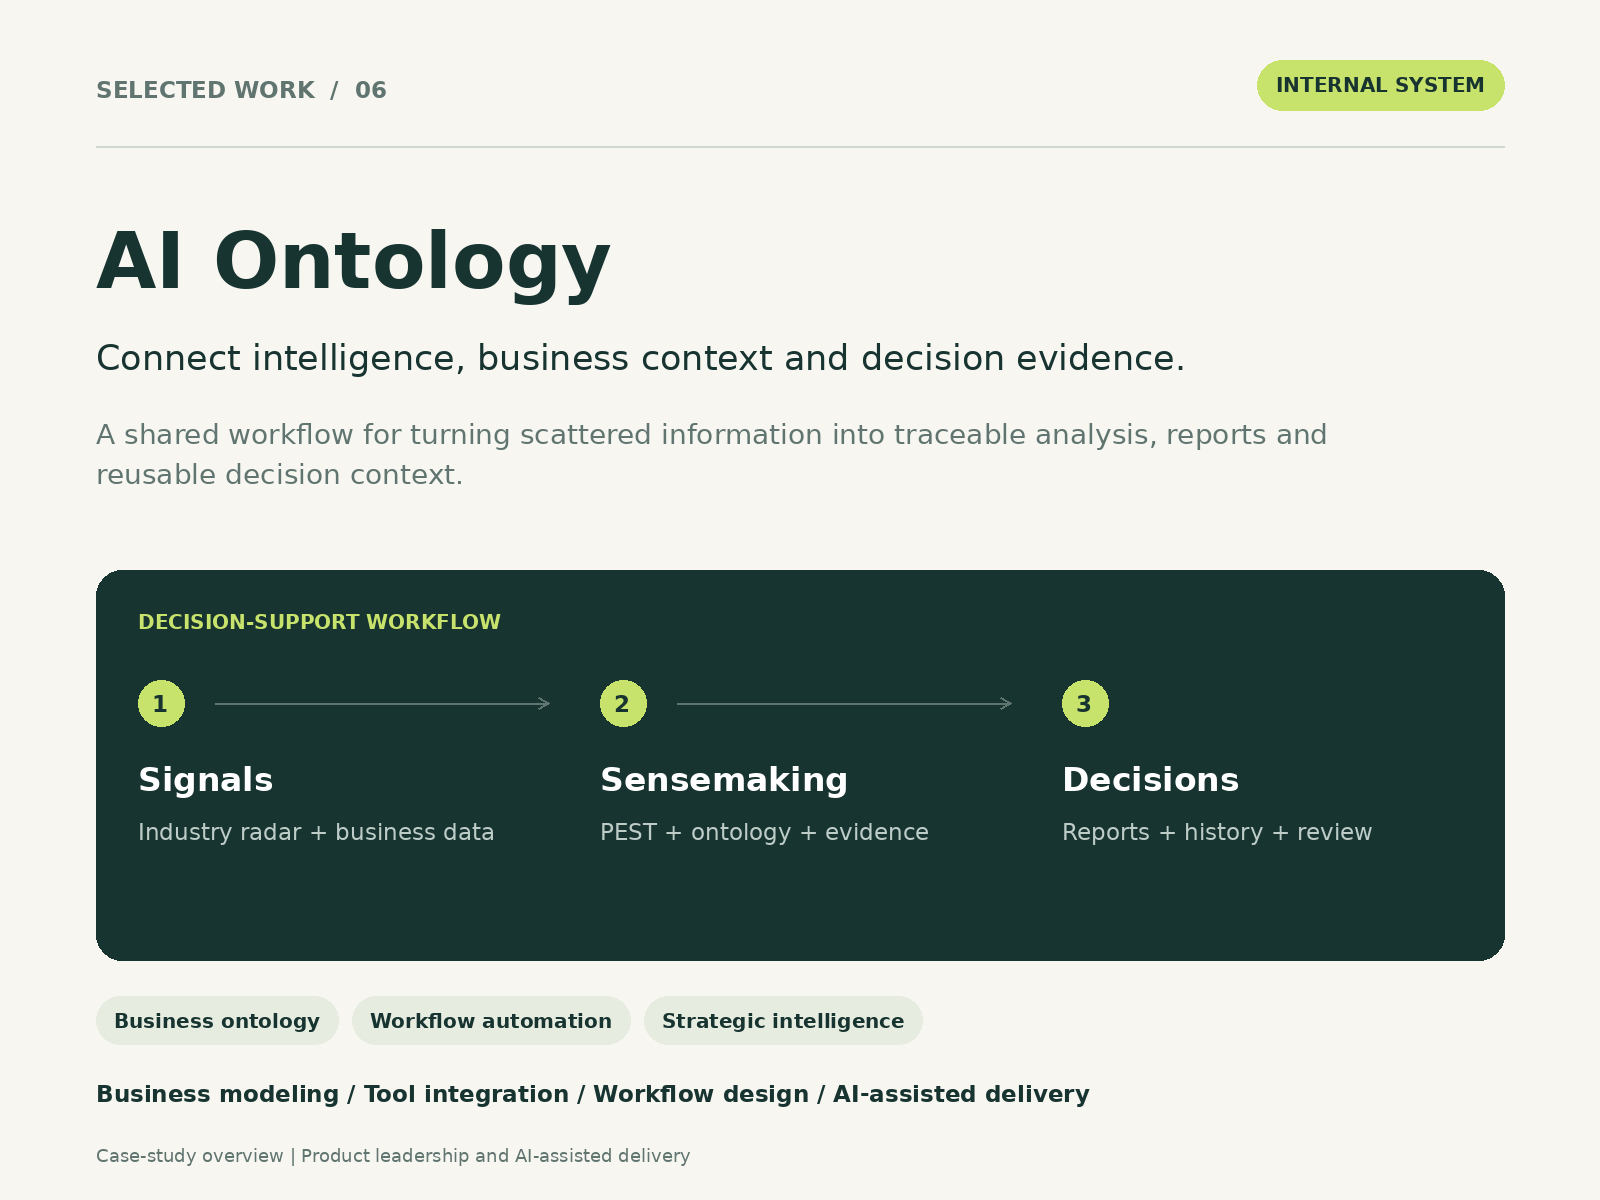 SELECTED WORK / 06
INTERNAL SYSTEM
AI Ontology
Connect intelligence, business context and decision evidence.
A shared workflow for turning scattered information into traceable analysis, reports and
reusable decision context.
DECISION-SUPPORT WORKFLOW
1
2
3
Signals
Sensemaking
Decisions
Industry radar + business data
PEST + ontology + evidence
Reports + history + review
Business ontology
Workflow automation
Strategic intelligence
Business modeling / Tool integration / Workflow design / AI-assisted delivery
Case-study overview | Product leadership and AI-assisted delivery